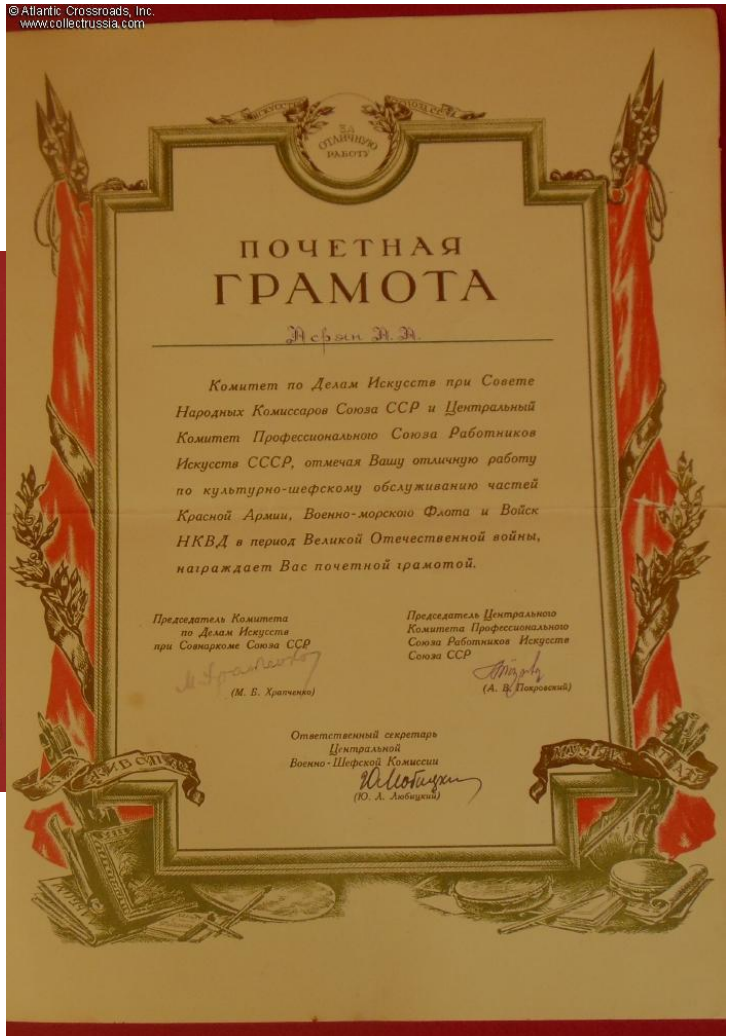 © Atlantic Crossroads, Inc.
www.collectrussia.com
ЗА
ОТЛИЧНУЮ
РАБОТУ
ПОЧЕТНАЯ
ГРАМОТА
А. А.
Комитет по Делам Искусств при Совете
Народных Комиссаров Союза ССР и Центральный
Комитет Профессионального Союза Работников
Искусств СССР, отмечая Вашу отличную работу
по культурно-шефскому обслуживанию частей
Красной Армии, Военно-морского Флота и Войск
НКВД в период Великой Отечественной войны,
награждает Вас почетной грамотой.
Председатель Комитета
по Делам Искусств
при Совнаркоме Союза ССР
(М. Б. Храпченко)
Председатель Центрального
Комитета Профессионального
Союза Работников Искусств
Союза ССР
(А. В. Покровский)
Ответственный секретарь
Центральной
Военно-Шефской Комиссии
(Ю. А. Любицкий)